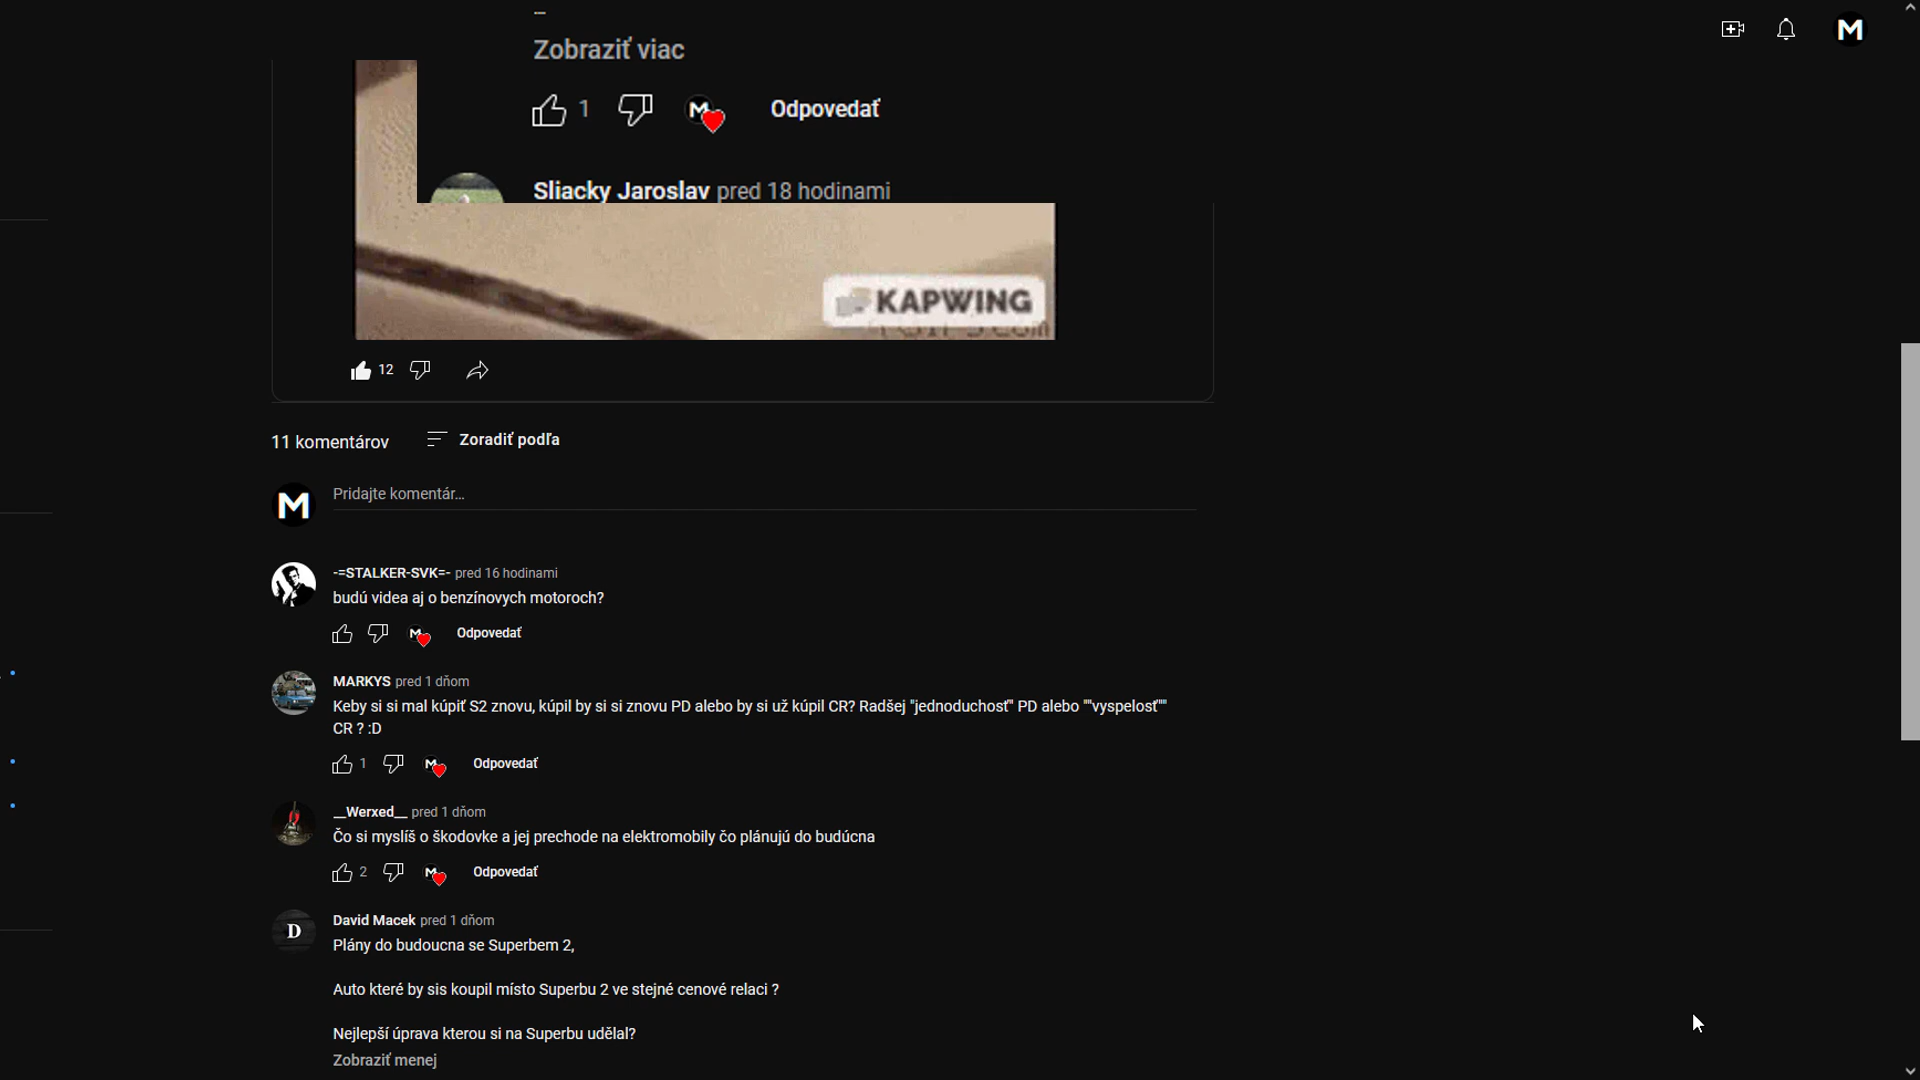 Zobraziť viac
1
M
Odpovedať
M
Sliacky Jaroslav pred 18 hodinami
KAPWING
12
11 komentárov
Zoradiť podľa
M
Pridajte komentár...
-=STALKER-SVK=- pred 16 hodinami
budú videa aj o benzínovych motoroch?
M
Odpovedať
MARKYS pred 1 dňom
Keby si si mal kúpiť S2 znovu, kúpil by si si znovu PD alebo by si už kúpil CR? Radšej "jednoduchosť" PD alebo ""vyspelosť""
CR ? :D
1
M
Odpovedať
__Werxed__ pred 1 dňom
Čo si myslíš o škodovke a jej prechode na elektromobily čo plánujú do budúcna
2
M
Odpovedať
D
David Macek pred 1 dňom
Plány do budoucna se Superbem 2,
Auto které by sis koupil místo Superbu 2 ve stejné cenové relaci ?
Nejlepší úprava kterou si na Superbu udělal?
Zobraziť menej